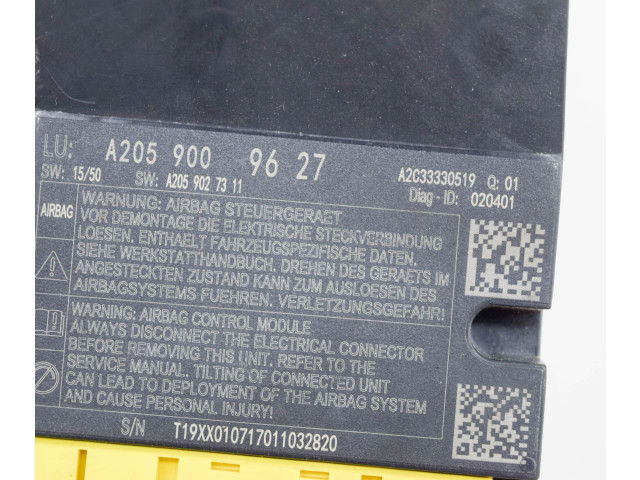 LU: A205 900 96 27 A2C33330519 Q: 01
SW: 15/50 SW: A205 902 73 11 Diag-ID: 020401
AIRBAG
WARNUNG: AIRBAG STEUERGERAET
VOR DEMONTAGE DIE ELEKTRISCHE STECKVERBINDUNG
LOESEN. ENTHAELT FAHRZEUGSPEZIFISCHE DATEN.
SIEHE WERKSTATTHANDBUCH. DREHEN DES GERAETS IM
ANGESTECKTEN ZUSTAND KANN ZUM AUSLOESEN DES
AIRBAGSYSTEMS FUEHREN. VERLETZUNGSGEFAHR!
WARNING: AIRBAG CONTROL MODULE
ALWAYS DISCONNECT THE ELECTRICAL CONNECTOR
BEFORE REMOVING THIS UNIT. REFER TO THE
SERVICE MANUAL. TILTING OF CONNECTED UNIT
CAN LEAD TO DEPLOYMENT OF THE AIRBAG SYSTEM
AND CAUSE PERSONAL INJURY!
S/N T19XX010717011032820